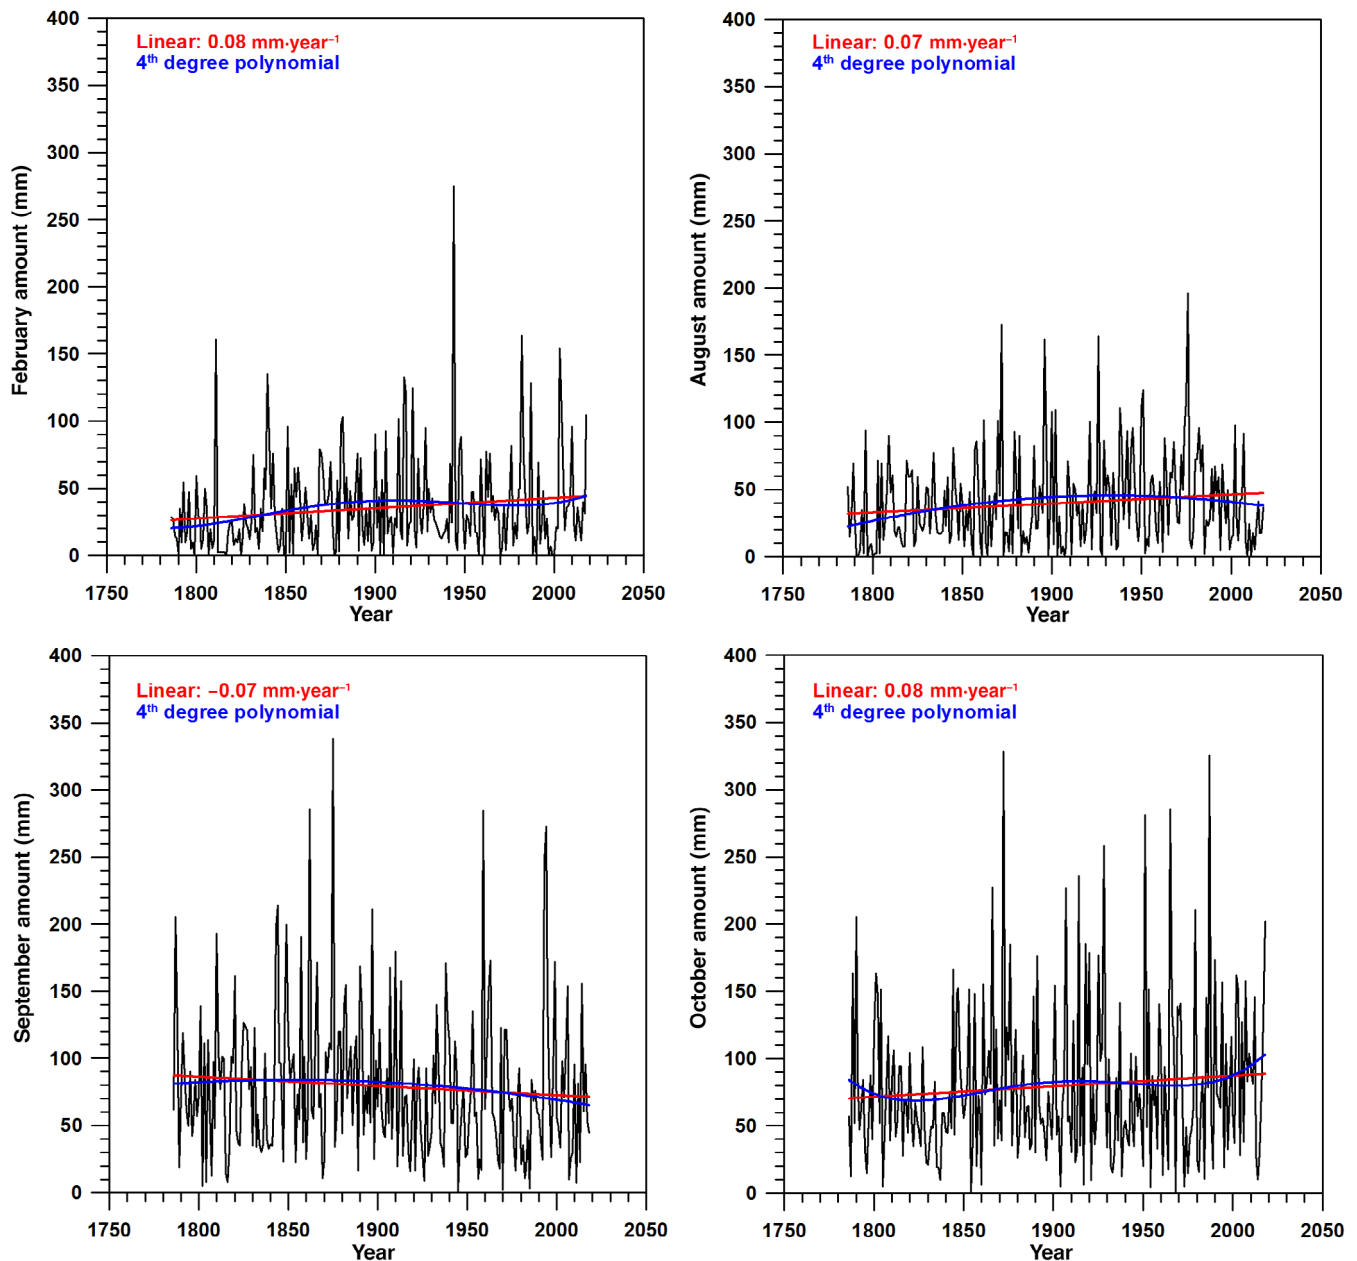 400
350
300
250
200
150
100
50
0
February amount (mm)
Linear: 0.08 mm·year⁻¹
4th degree polynomial
1750 1800 1850 1900 1950 2000 2050
Year
400
350
300
250
200
150
100
50
0
August amount (mm)
Linear: 0.07 mm·year⁻¹
4th degree polynomial
1750 1800 1850 1900 1950 2000 2050
Year
400
350
300
250
200
150
100
50
0
September amount (mm)
Linear: −0.07 mm·year⁻¹
4th degree polynomial
1750 1800 1850 1900 1950 2000 2050
Year
400
350
300
250
200
150
100
50
0
October amount (mm)
Linear: 0.08 mm·year⁻¹
4th degree polynomial
1750 1800 1850 1900 1950 2000 2050
Year